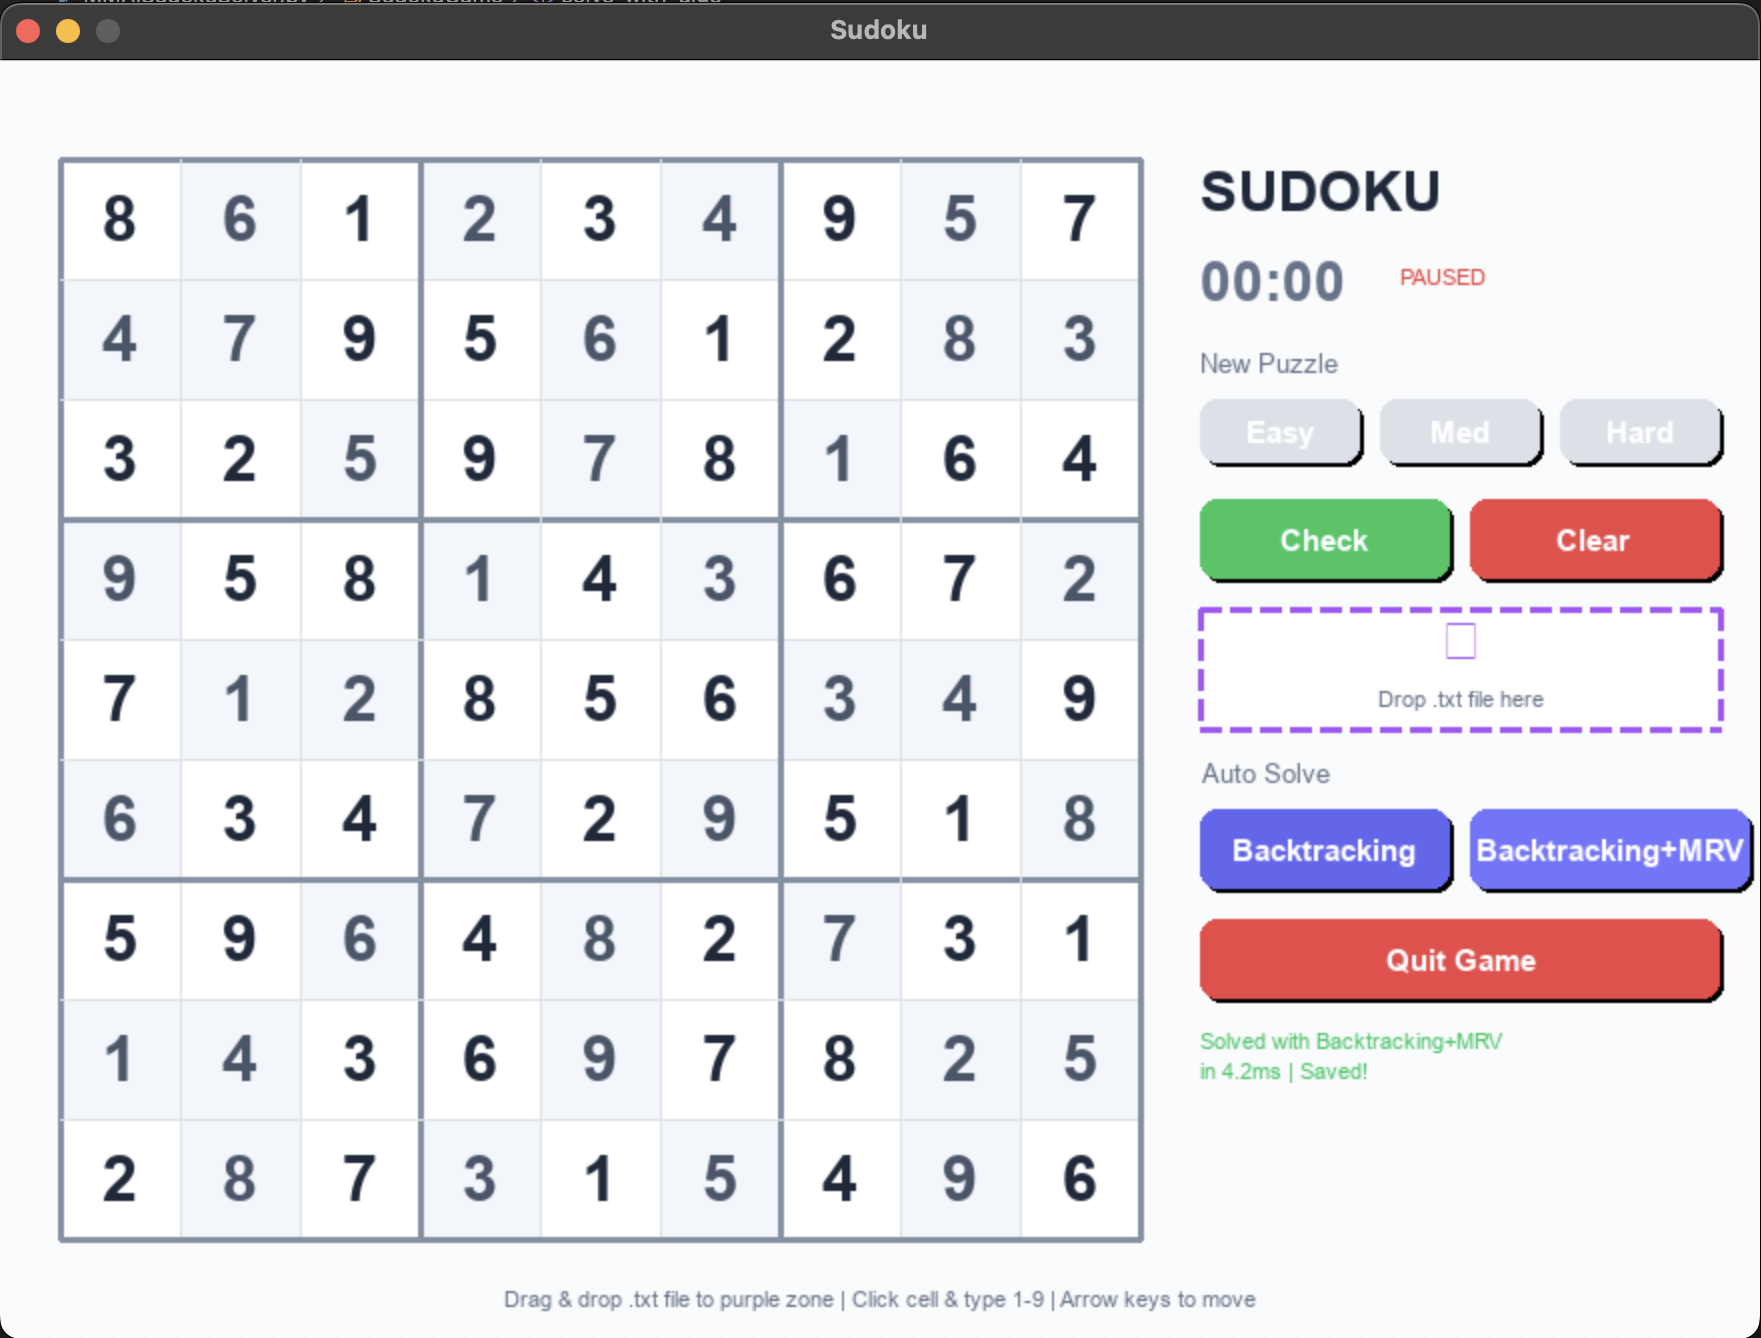 Sudoku
8 6 1 2 3 4 9 5 7
4 7 9 5 6 1 2 8 3
3 2 5 9 7 8 1 6 4
9 5 8 1 4 3 6 7 2
7 1 2 8 5 6 3 4 9
6 3 4 7 2 9 5 1 8
5 9 6 4 8 2 7 3 1
1 4 3 6 9 7 8 2 5
2 8 7 3 1 5 4 9 6
SUDOKU
00:00 PAUSED
New Puzzle
Easy Med Hard
Check Clear
Drop .txt file here
Auto Solve
Backtracking Backtracking+MRV
Quit Game
Solved with Backtracking+MRV
in 4.2ms | Saved!
Drag & drop .txt file to purple zone | Click cell & type 1-9 | Arrow keys to move